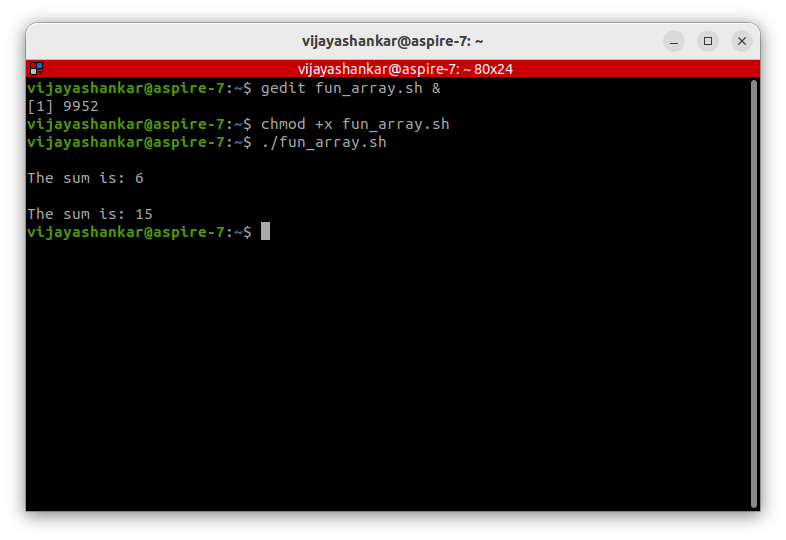 vijayashankar@aspire-7: ~
vijayashankar@aspire-7: ~ 80x24
vijayashankar@aspire-7:~$ gedit fun_array.sh &
[1] 9952
vijayashankar@aspire-7:~$ chmod +x fun_array.sh
vijayashankar@aspire-7:~$ ./fun_array.sh
The sum is: 6
The sum is: 15
vijayashankar@aspire-7:~$